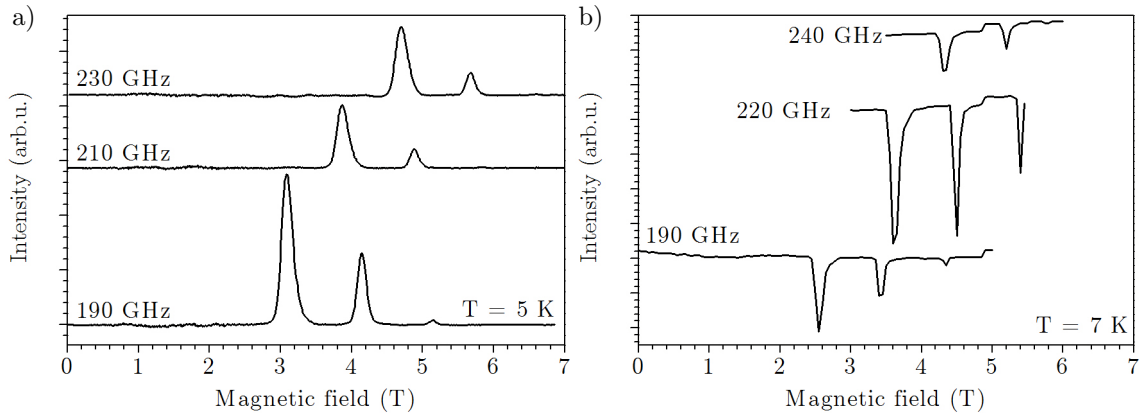 a)
230 GHz
210 GHz
190 GHz
T = 5 K
Intensity (arb.u.)
0 1 2 3 4 5 6 7
Magnetic field (T)
b)
240 GHz
220 GHz
190 GHz
T = 7 K
Intensity (arb.u.)
0 1 2 3 4 5 6 7
Magnetic field (T)